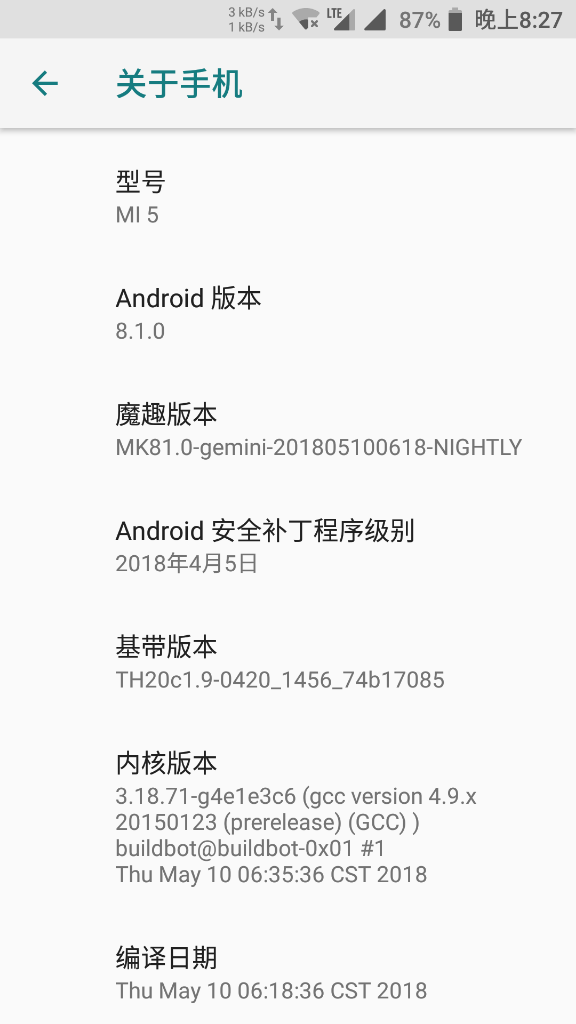 3 kB/s
1 kB/s
LTE 87% 晚上8:27
关于手机
型号
MI 5
Android 版本
8.1.0
魔趣版本
MK81.0-gemini-201805100618-NIGHTLY
Android 安全补丁程序级别
2018年4月5日
基带版本
TH20c1.9-0420_1456_74b17085
内核版本
3.18.71-g4e1e3c6 (gcc version 4.9.x
20150123 (prerelease) (GCC) )
buildbot@buildbot-0x01 #1
Thu May 10 06:35:36 CST 2018
编译日期
Thu May 10 06:18:36 CST 2018